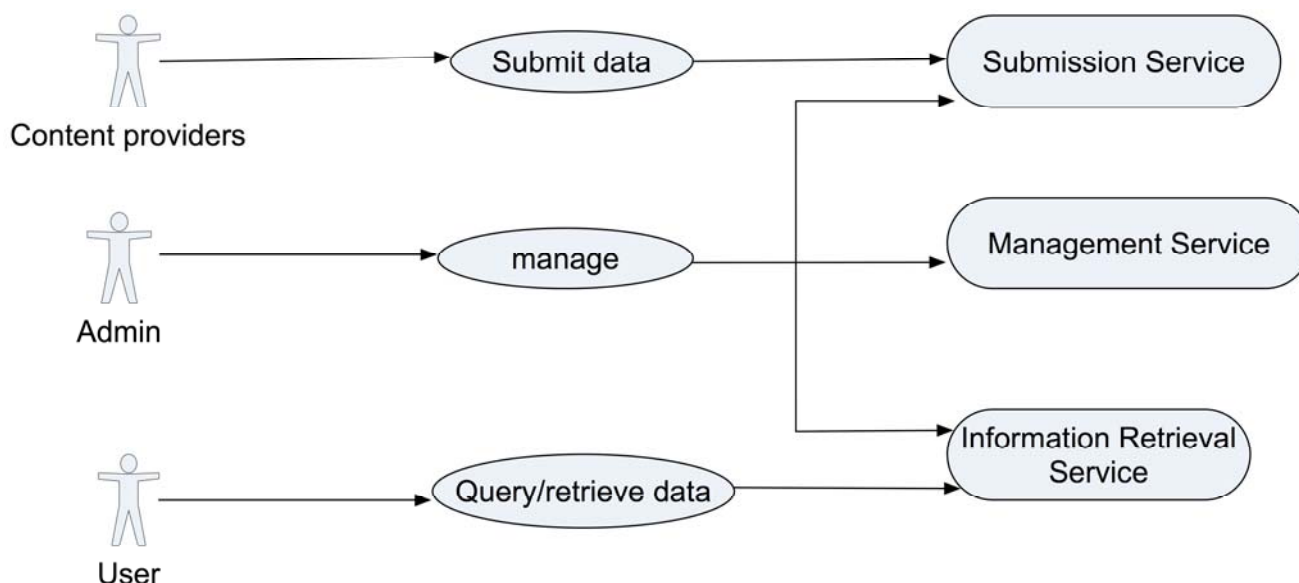 Submit data
Submission Service
Content providers
manage
Management Service
Admin
Information Retrieval
Service
Query/retrieve data
User